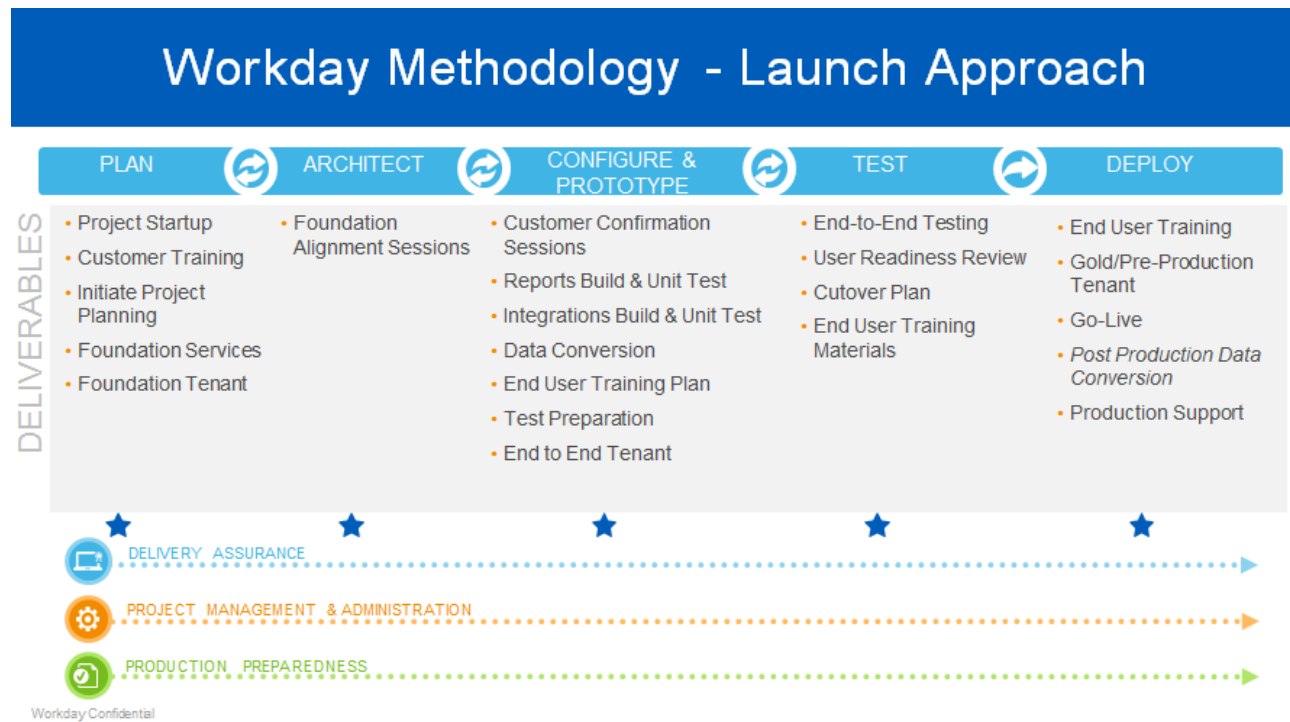 Workday Methodology - Launch Approach
PLAN
ARCHITECT
CONFIGURE &
PROTOTYPE
TEST
DEPLOY
DELIVERABLES
• Project Startup
• Customer Training
• Initiate Project
Planning
• Foundation Services
• Foundation Tenant
• Foundation
Alignment Sessions
• Customer Confirmation
Sessions
• Reports Build & Unit Test
• Integrations Build & Unit Test
• Data Conversion
• End User Training Plan
• Test Preparation
• End to End Tenant
• End-to-End Testing
• User Readiness Review
• Cutover Plan
• End User Training
Materials
• End User Training
• Gold/Pre-Production
Tenant
• Go-Live
• Post Production Data
Conversion
• Production Support
DELIVERY ASSURANCE
PROJECT MANAGEMENT & ADMINISTRATION
PRODUCTION PREPAREDNESS
Workday Confidential